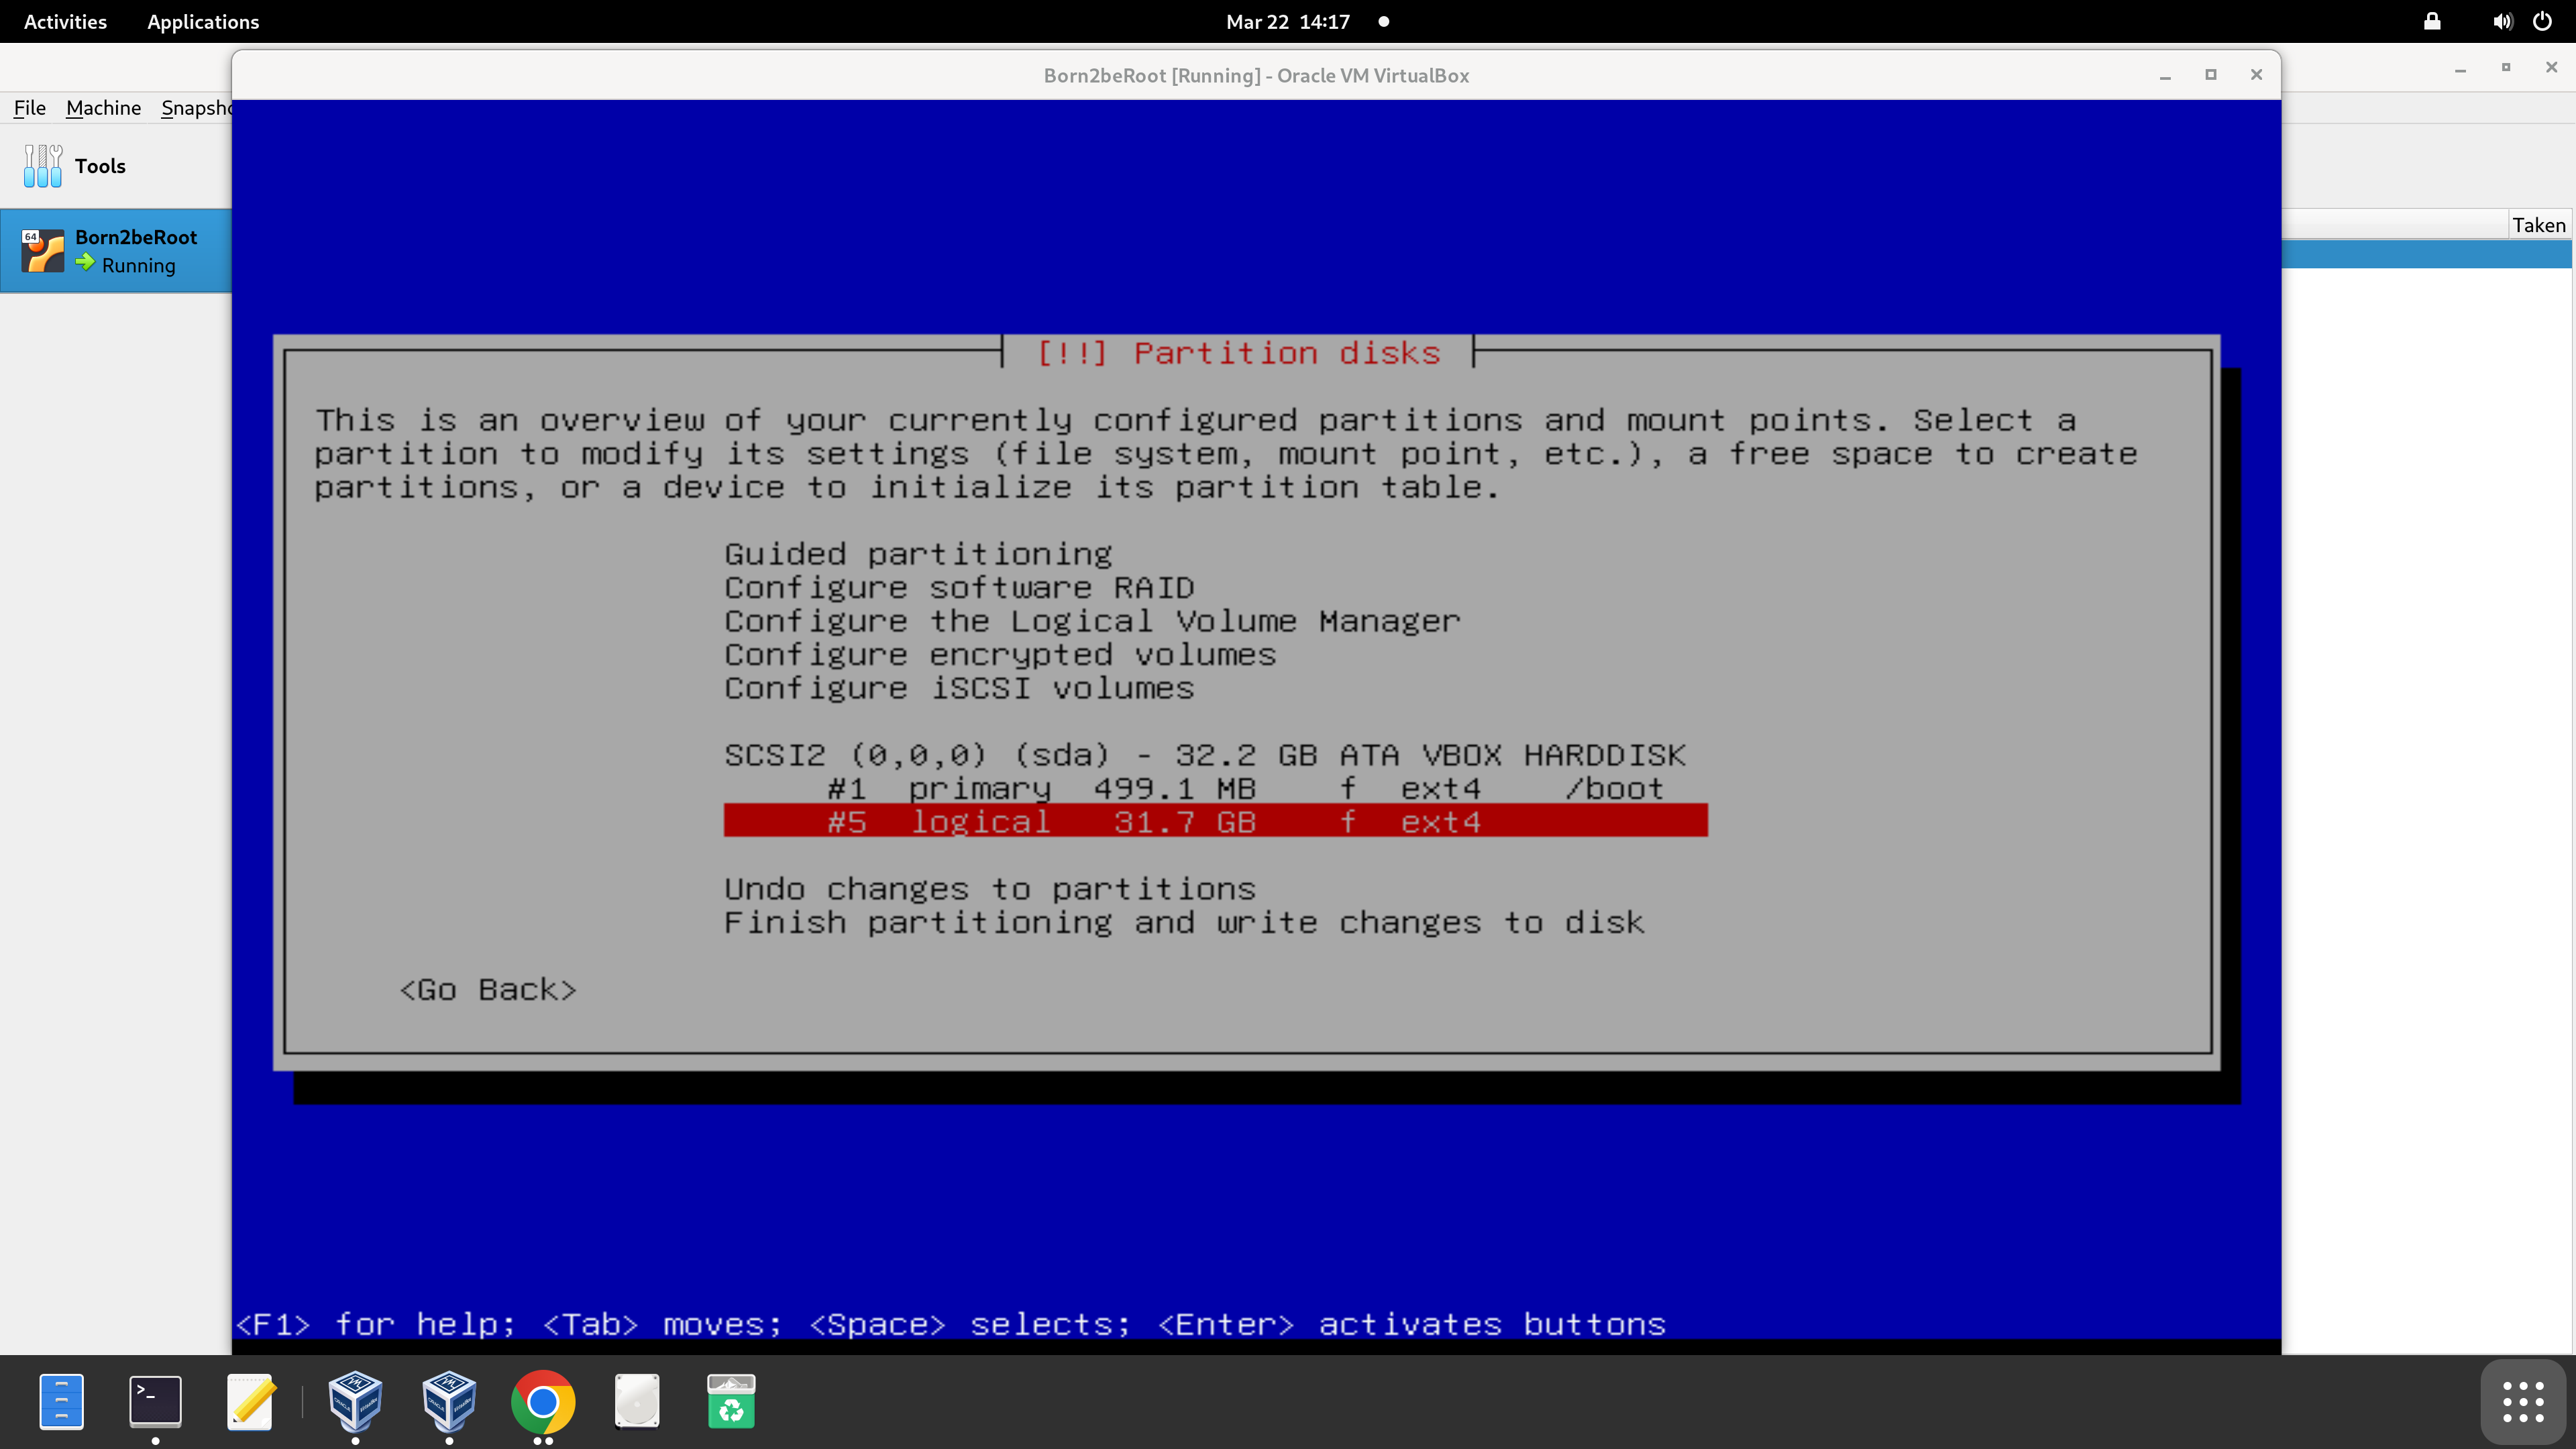 Activities Applications Mar 22 14:17
Born2beRoot [Running] - Oracle VM VirtualBox
File Machine Snapsho
Tools
Taken
64
Born2beRoot
Running
[!!] Partition disks
This is an overview of your currently configured partitions and mount points. Select a
partition to modify its settings (file system, mount point, etc.), a free space to create
partitions, or a device to initialize its partition table.
Guided partitioning
Configure software RAID
Configure the Logical Volume Manager
Configure encrypted volumes
Configure iSCSI volumes
SCSI2 (0,0,0) (sda) - 32.2 GB ATA VBOX HARDDISK
#1 primary 499.1 MB f ext4 /boot
#5 logical 31.7 GB f ext4
Undo changes to partitions
Finish partitioning and write changes to disk
<Go Back>
<F1> for help; <Tab> moves; <Space> selects; <Enter> activates buttons